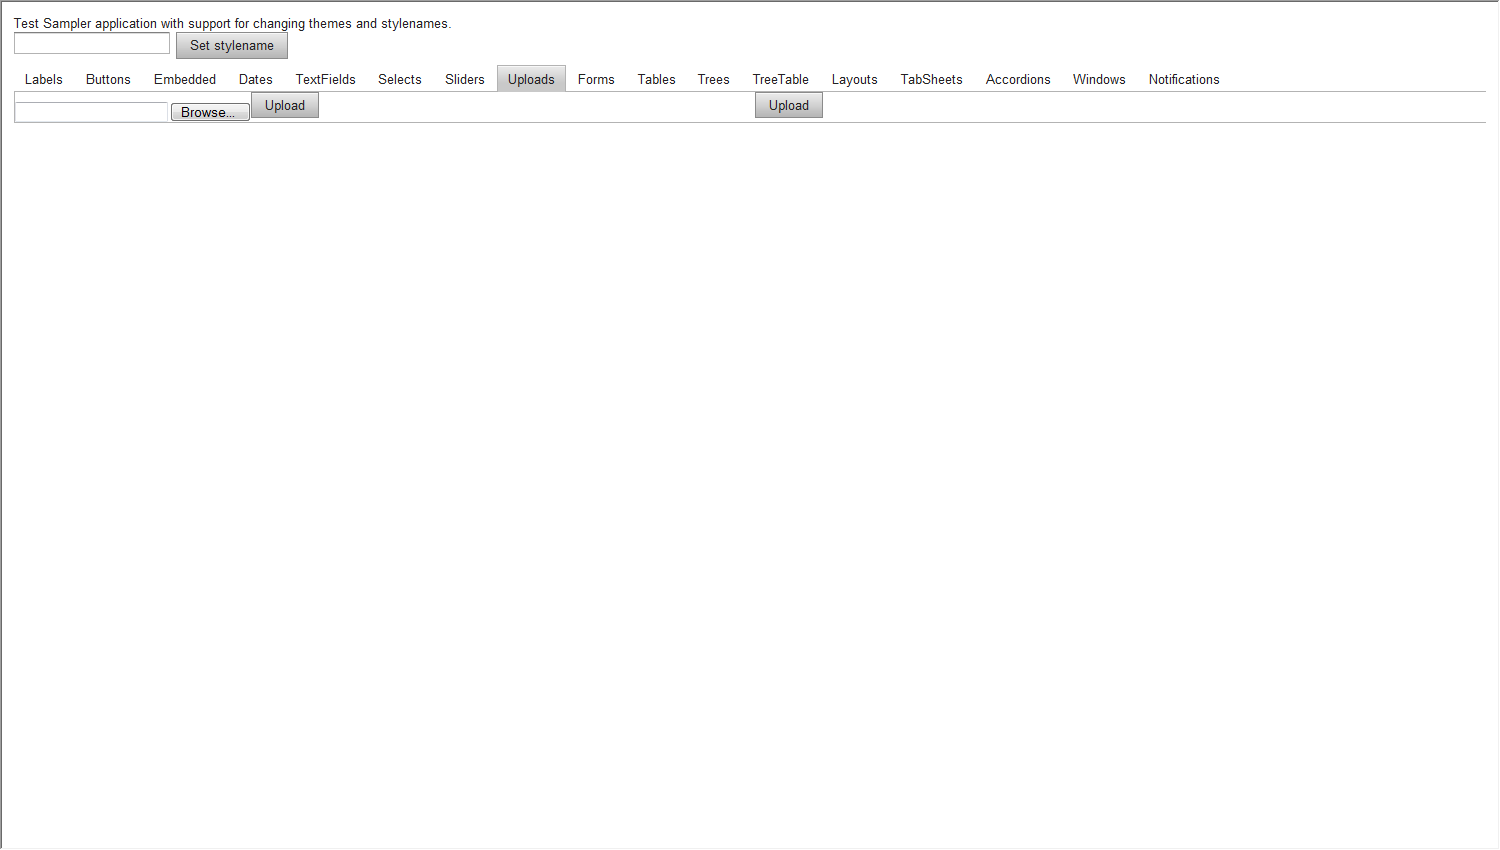 Test Sampler application with support for changing themes and stylenames.
Set stylename
Labels Buttons Embedded Dates TextFields Selects Sliders Uploads Forms Tables Trees TreeTable Layouts TabSheets Accordions Windows Notifications
Browse... Upload Upload